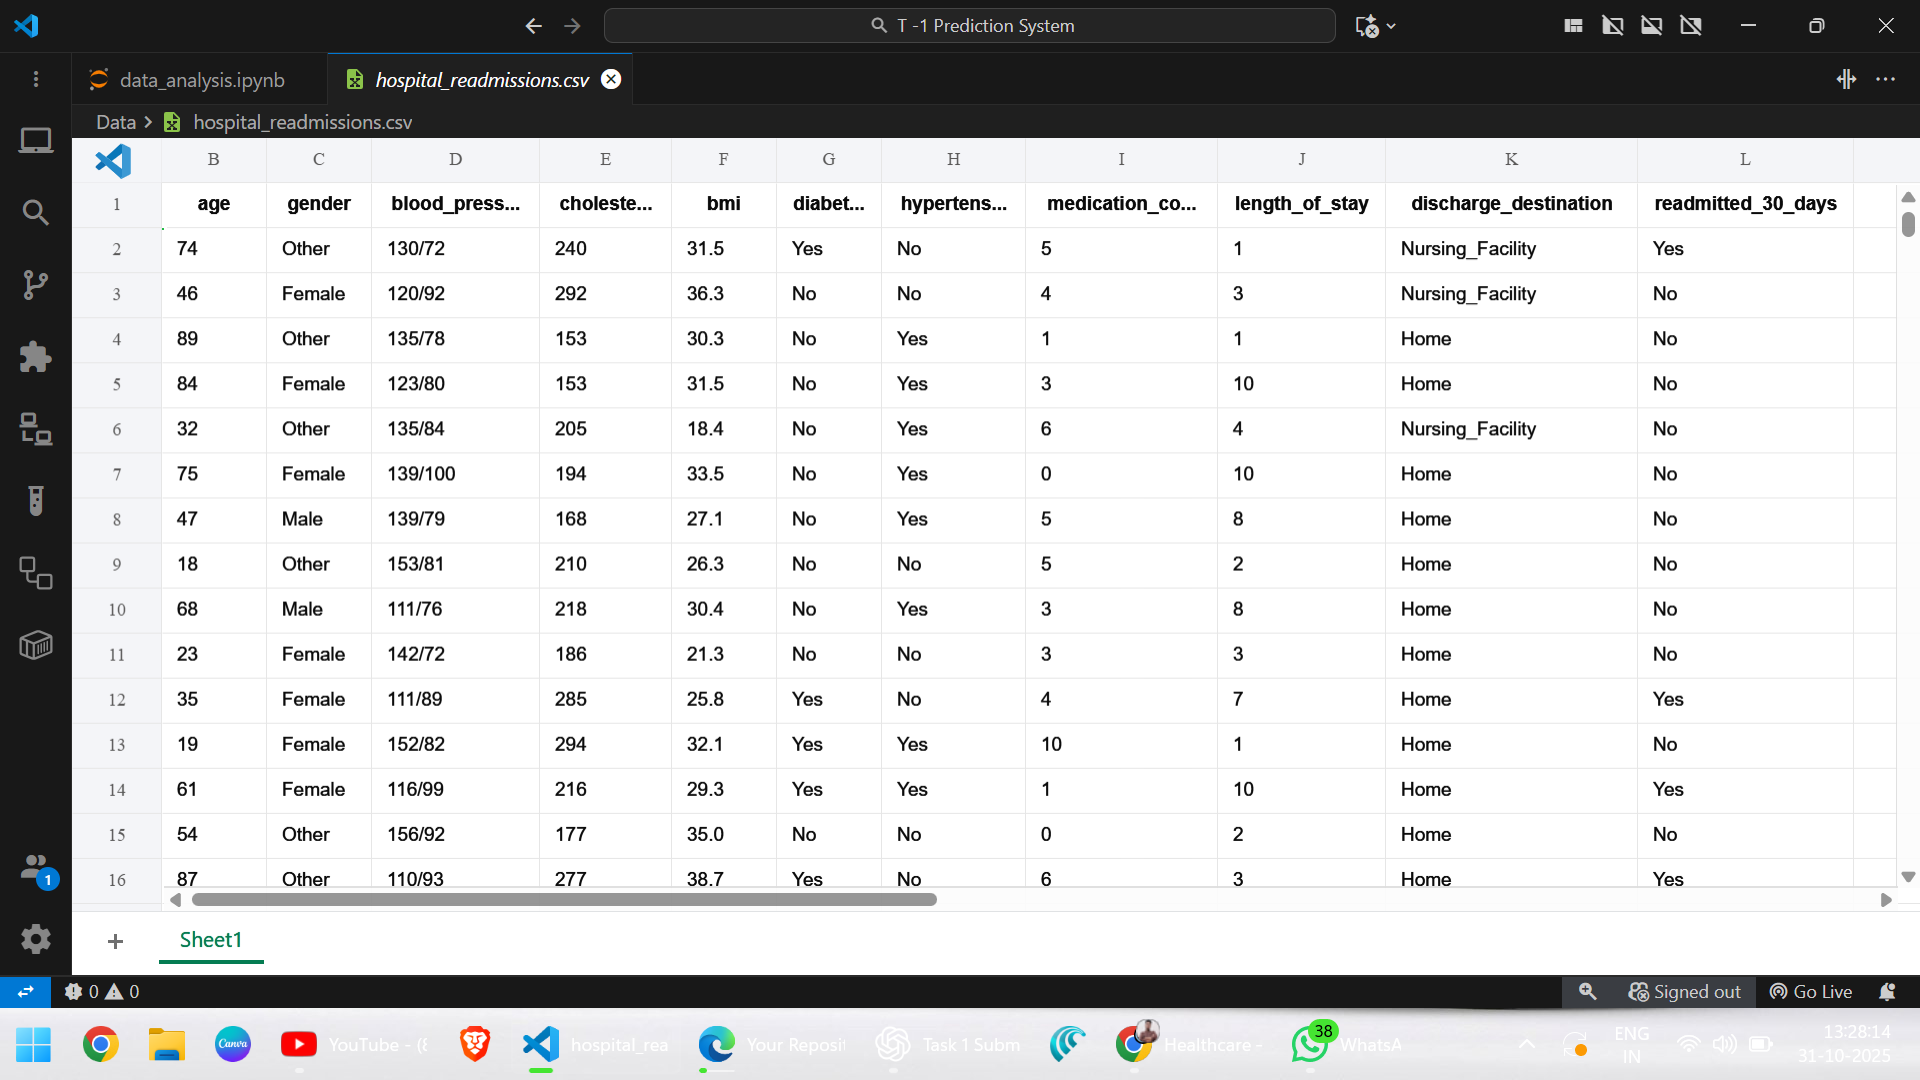 T -1 Prediction System
data_analysis.ipynb
hospital_readmissions.csv
Data > hospital_readmissions.csv
B C D E F G H I J K L
1 age gender blood_press... choleste... bmi diabet... hypertens... medication_co... length_of_stay discharge_destination readmitted_30_days
2 74 Other 130/72 240 31.5 Yes No 5 1 Nursing_Facility Yes
3 46 Female 120/92 292 36.3 No No 4 3 Nursing_Facility No
4 89 Other 135/78 153 30.3 No Yes 1 1 Home No
5 84 Female 123/80 153 31.5 No Yes 3 10 Home No
6 32 Other 135/84 205 18.4 No Yes 6 4 Nursing_Facility No
7 75 Female 139/100 194 33.5 No Yes 0 10 Home No
8 47 Male 139/79 168 27.1 No Yes 5 8 Home No
9 18 Other 153/81 210 26.3 No No 5 2 Home No
10 68 Male 111/76 218 30.4 No Yes 3 8 Home No
11 23 Female 142/72 186 21.3 No No 3 3 Home No
12 35 Female 111/89 285 25.8 Yes No 4 7 Home Yes
13 19 Female 152/82 294 32.1 Yes Yes 10 1 Home No
14 61 Female 116/99 216 29.3 Yes Yes 1 10 Home Yes
15 54 Other 156/92 177 35.0 No No 0 2 Home No
16 87 Other 110/93 277 38.7 Yes No 6 3 Home Yes
1
+ Sheet1
0 0 Signed out Go Live
Canva YouTube - (8 hospital_rea Your Reposit Task 1 Subm Healthcare - 38 WhatsA
ENG
IN
13:28:14
31-10-2025